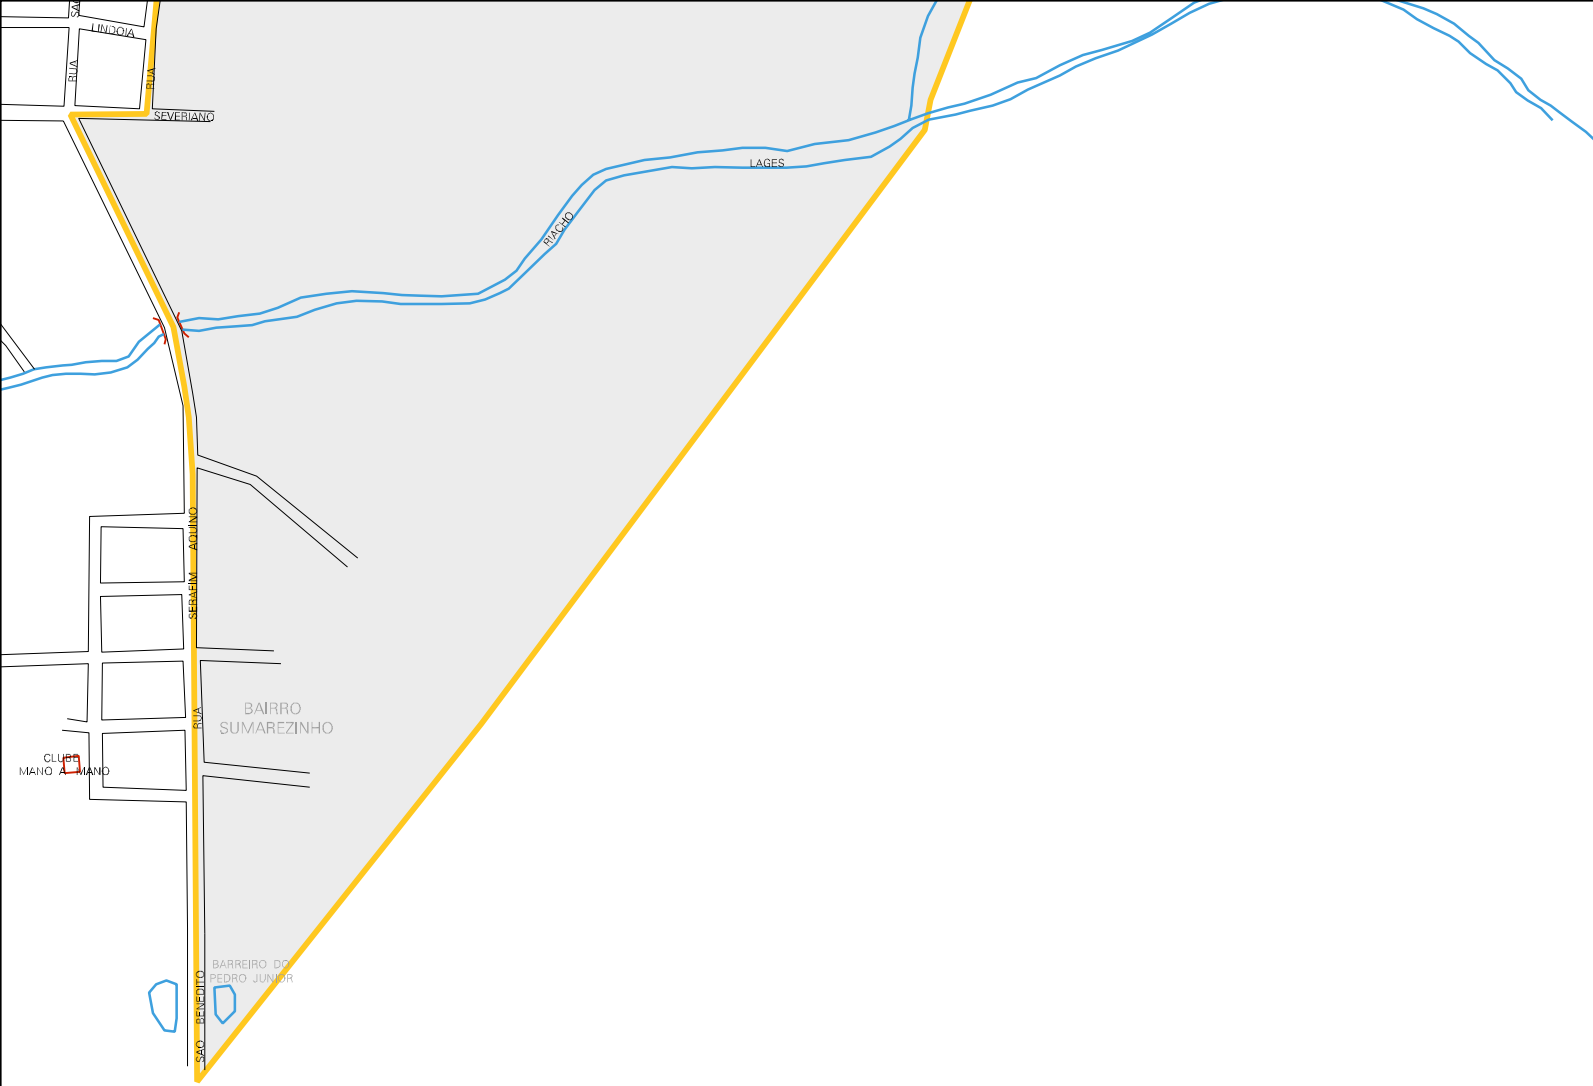 SA
LINDOIA
RUA
RUA
SEVERIANO
LAGES
RIACHO
SERAFIM AQUINO
BAIRRO
SUMAREZINHO
RUA
CLUBE
MANO A MANO
BARREIRO DO
PEDRO JUNIOR
SAO BENEDITO